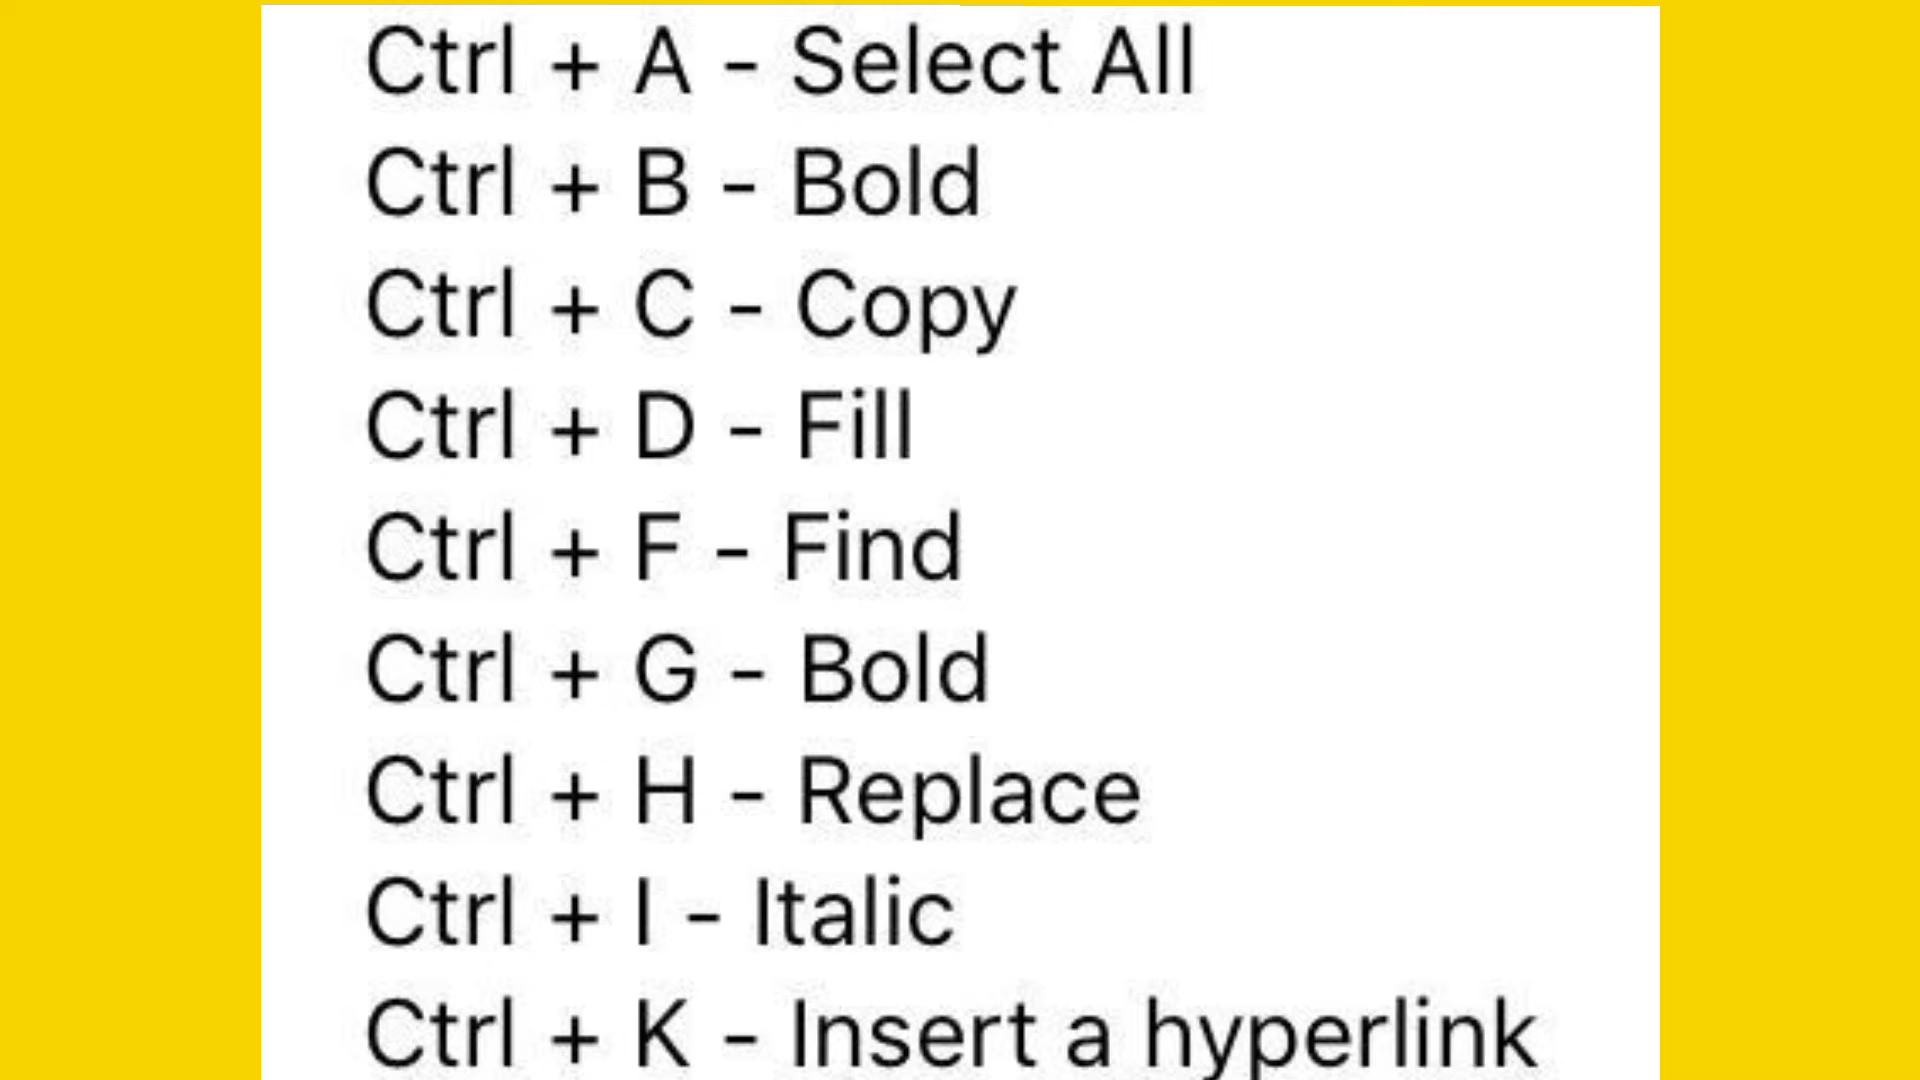 Ctrl + A - Select All
Ctrl + B - Bold
Ctrl + C - Copy
Ctrl + D - Fill
Ctrl + F - Find
Ctrl + G - Bold
Ctrl + H - Replace
Ctrl + I - Italic
Ctrl + K - Insert a hyperlink